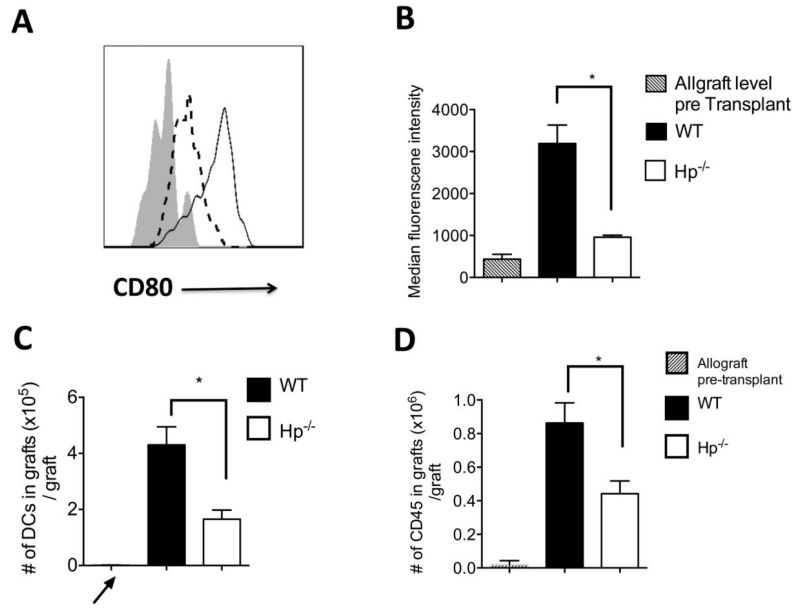 A
CD80
B
Median fluorenscene intensity
4000
3000
2000
1000
0
*
Allgraft level
pre Transplant
WT
Hp-/-
C
# of DCs in grafts (x10⁵)
/ graft
6
4
2
0
*
WT
Hp-/-
D
# of CD45 in grafts (x10⁶)
/graft
1.0
0.8
0.6
0.4
0.2
0.0
*
Allograft
pre-transplant
WT
Hp-/-